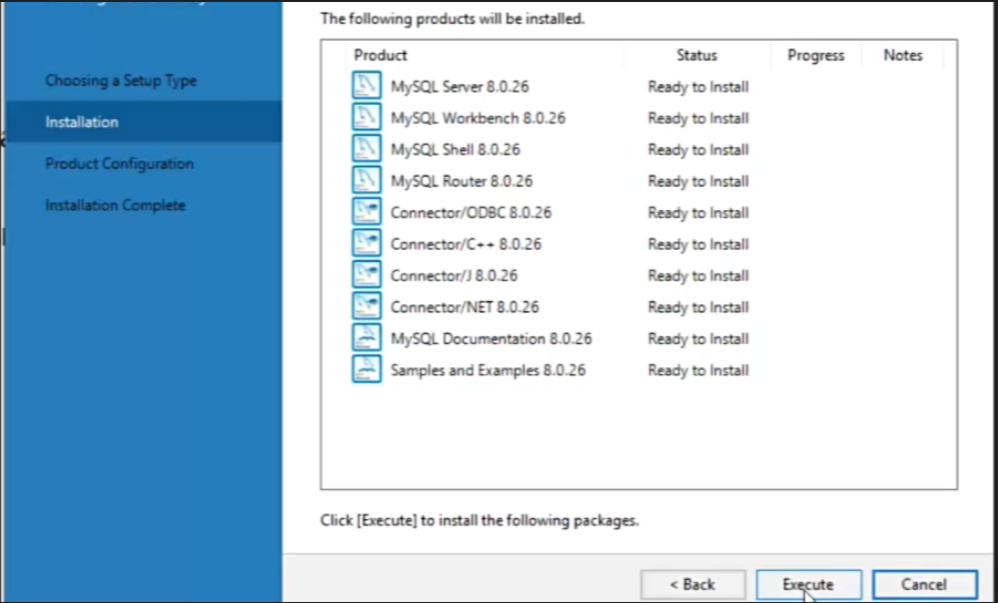 The following products will be installed.
Choosing a Setup Type
Installation
Product Configuration
Installation Complete
Product Status Progress Notes
MySQL Server 8.0.26 Ready to Install
MySQL Workbench 8.0.26 Ready to Install
MySQL Shell 8.0.26 Ready to Install
MySQL Router 8.0.26 Ready to Install
Connector/ODBC 8.0.26 Ready to Install
Connector/C++ 8.0.26 Ready to Install
Connector/J 8.0.26 Ready to Install
Connector/NET 8.0.26 Ready to Install
MySQL Documentation 8.0.26 Ready to Install
Samples and Examples 8.0.26 Ready to Install
Click [Execute] to install the following packages.
< Back Execute Cancel